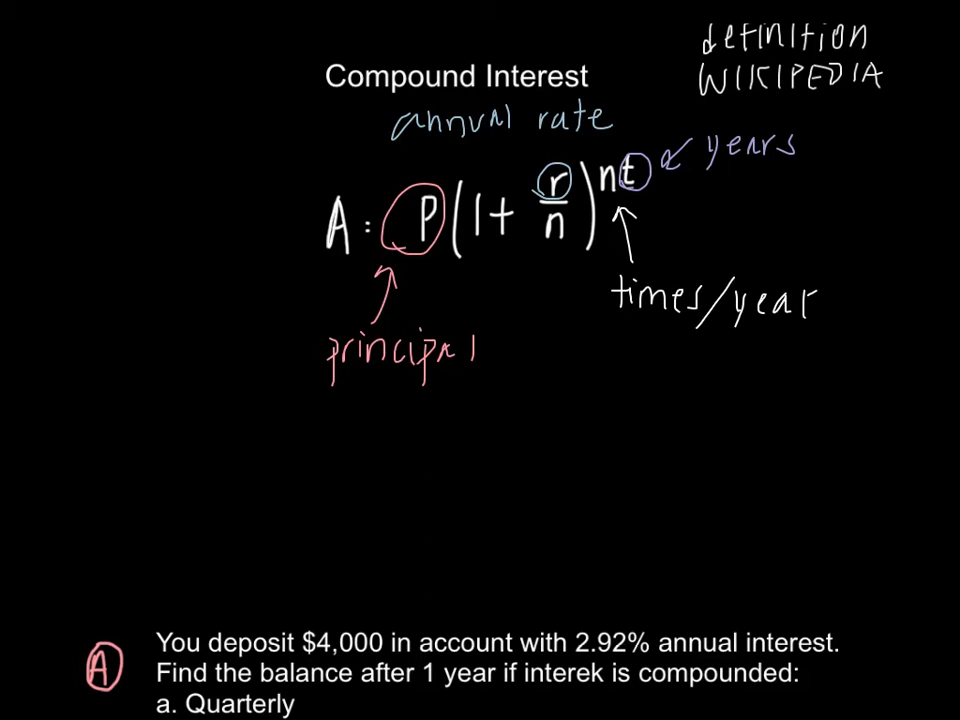 definition
WIKIPEDIA
Compound Interest
annual rate
years
A = P(1 + r/n)^nt
times/year
principal
A
You deposit $4,000 in account with 2.92% annual interest.
Find the balance after 1 year if interek is compounded:
a. Quarterly